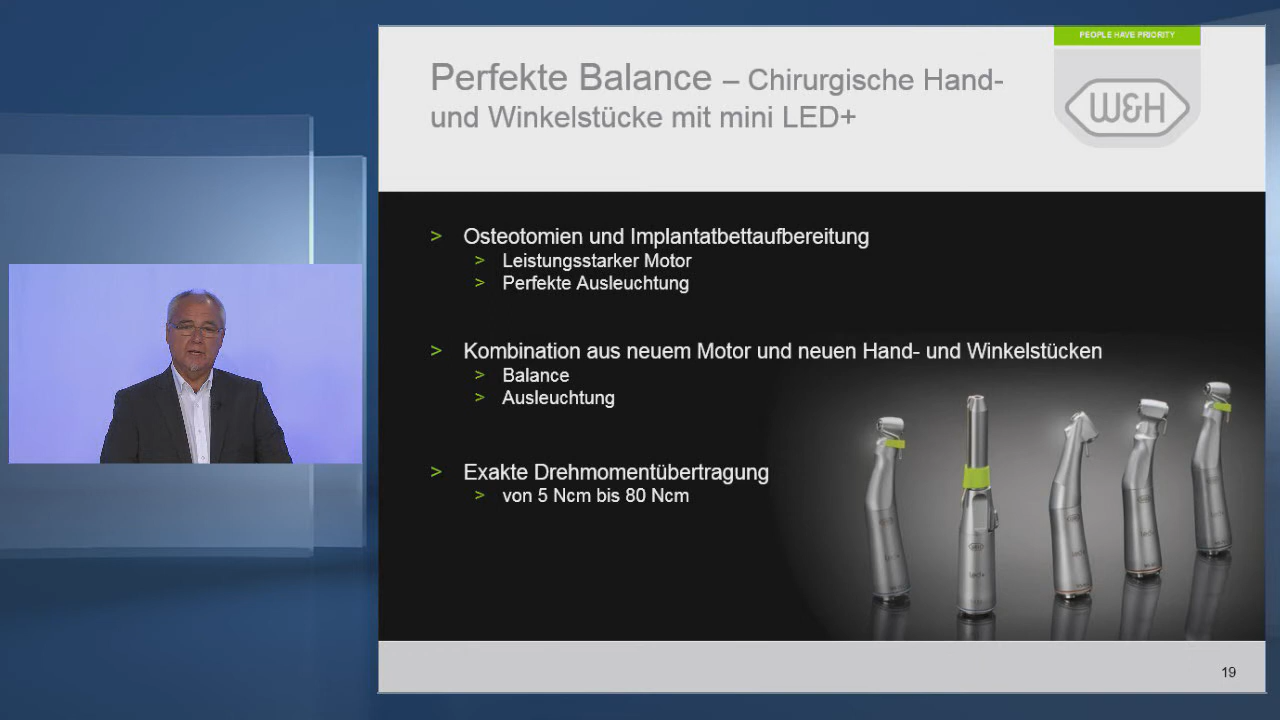 PEOPLE HAVE PRIORITY
W&H
Perfekte Balance – Chirurgische Hand-
und Winkelstücke mit mini LED+
> Osteotomien und Implantatbettaufbereitung
> Leistungsstarker Motor
> Perfekte Ausleuchtung
> Kombination aus neuem Motor und neuen Hand- und Winkelstücken
> Balance
> Ausleuchtung
> Exakte Drehmomentübertragung
> von 5 Ncm bis 80 Ncm
led+
19